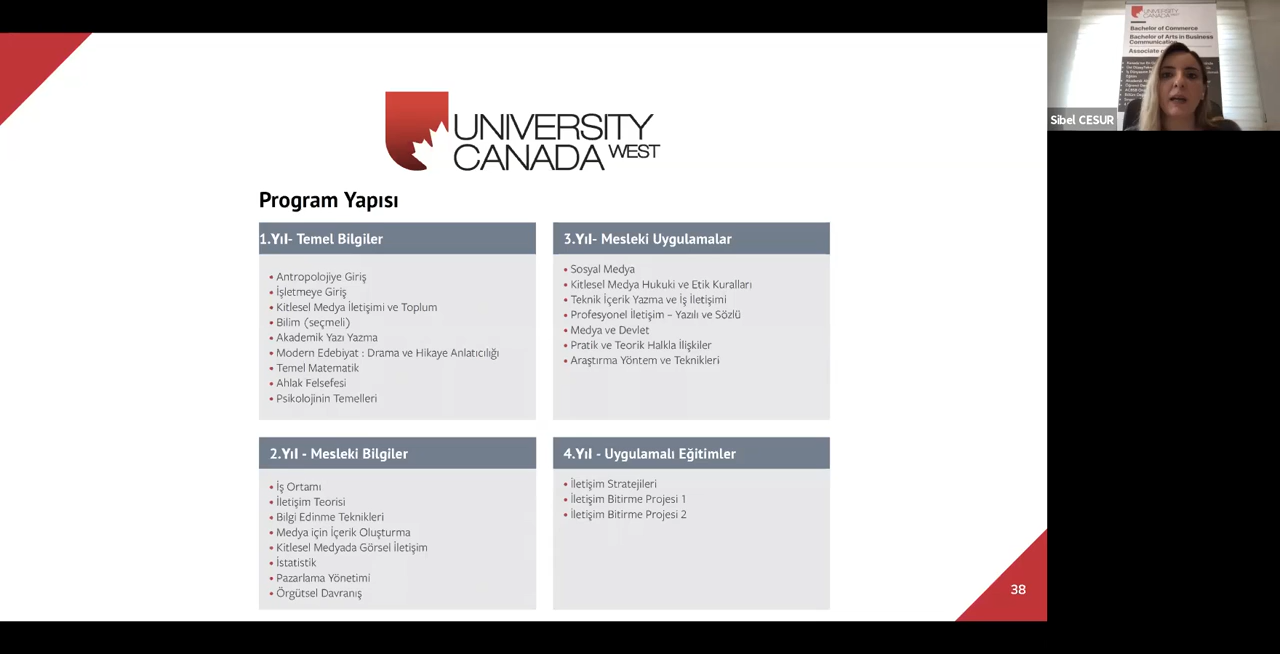 UNIVERSITY
CANADA WEST
Program Yapısı
1.Yıl- Temel Bilgiler
• Antropolojiye Giriş
• İşletmeye Giriş
• Kitlesel Medya İletişimi ve Toplum
• Bilim (seçmeli)
• Akademik Yazı Yazma
• Modern Edebiyat : Drama ve Hikaye Anlatıcılığı
• Temel Matematik
• Ahlak Felsefesi
• Psikolojinin Temelleri
2.Yıl - Mesleki Bilgiler
• İş Ortamı
• İletişim Teorisi
• Bilgi Edinme Teknikleri
• Medya için İçerik Oluşturma
• Kitlesel Medyada Görsel İletişim
• İstatistik
• Pazarlama Yönetimi
• Örgütsel Davranış
3.Yıl- Mesleki Uygulamalar
• Sosyal Medya
• Kitlesel Medya Hukuki ve Etik Kuralları
• Teknik İçerik Yazma ve İş İletişimi
• Profesyonel İletişim – Yazılı ve Sözlü
• Medya ve Devlet
• Pratik ve Teorik Halkla İlişkiler
• Araştırma Yöntem ve Teknikleri
4.Yıl - Uygulamalı Eğitimler
• İletişim Stratejileri
• İletişim Bitirme Projesi 1
• İletişim Bitirme Projesi 2
38
UNIVERSITY
CANADA
Bachelor of Commerce
Bachelor of Arts in Business
Communication
Associate
Sibel CESUR